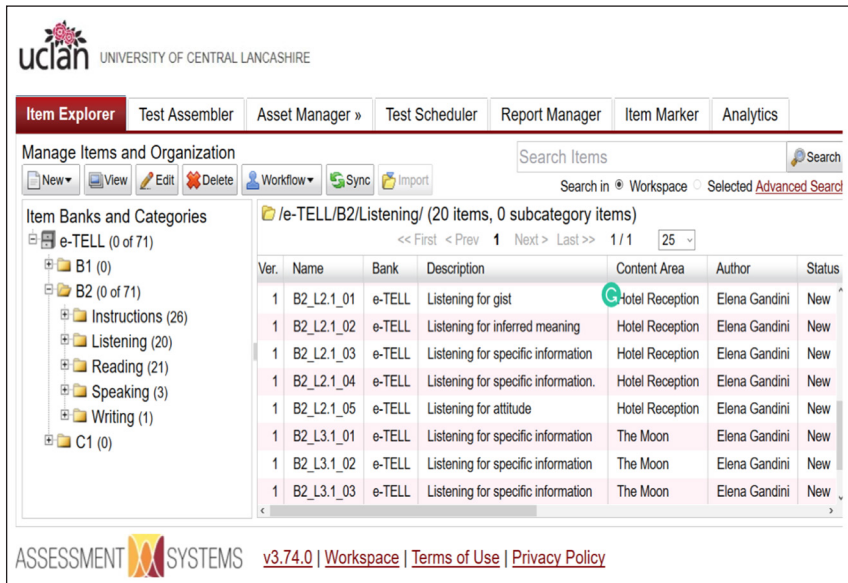 uclan UNIVERSITY OF CENTRAL LANCASHIRE
Item Explorer Test Assembler Asset Manager » Test Scheduler Report Manager Item Marker Analytics
Manage Items and Organization
Search Items Search
New View Edit Delete Workflow Sync Import
Search in Workspace Selected Advanced Search
Item Banks and Categories
e-TELL (0 of 71)
B1 (0)
B2 (0 of 71)
Instructions (26)
Listening (20)
Reading (21)
Speaking (3)
Writing (1)
C1 (0)
/e-TELL/B2/Listening/ (20 items, 0 subcategory items)
<< First < Prev 1 Next > Last >> 1 / 1 25
Ver. Name Bank Description Content Area Author Status
1 B2_L2.1_01 e-TELL Listening for gist Hotel Reception Elena Gandini New
1 B2_L2.1_02 e-TELL Listening for inferred meaning Hotel Reception Elena Gandini New
1 B2_L2.1_03 e-TELL Listening for specific information Hotel Reception Elena Gandini New
1 B2_L2.1_04 e-TELL Listening for specific information. Hotel Reception Elena Gandini New
1 B2_L2.1_05 e-TELL Listening for attitude Hotel Reception Elena Gandini New
1 B2_L3.1_01 e-TELL Listening for specific information The Moon Elena Gandini New
1 B2_L3.1_02 e-TELL Listening for specific information The Moon Elena Gandini New
1 B2_L3.1_03 e-TELL Listening for specific information The Moon Elena Gandini New
ASSESSMENT SYSTEMS v3.74.0 | Workspace | Terms of Use | Privacy Policy